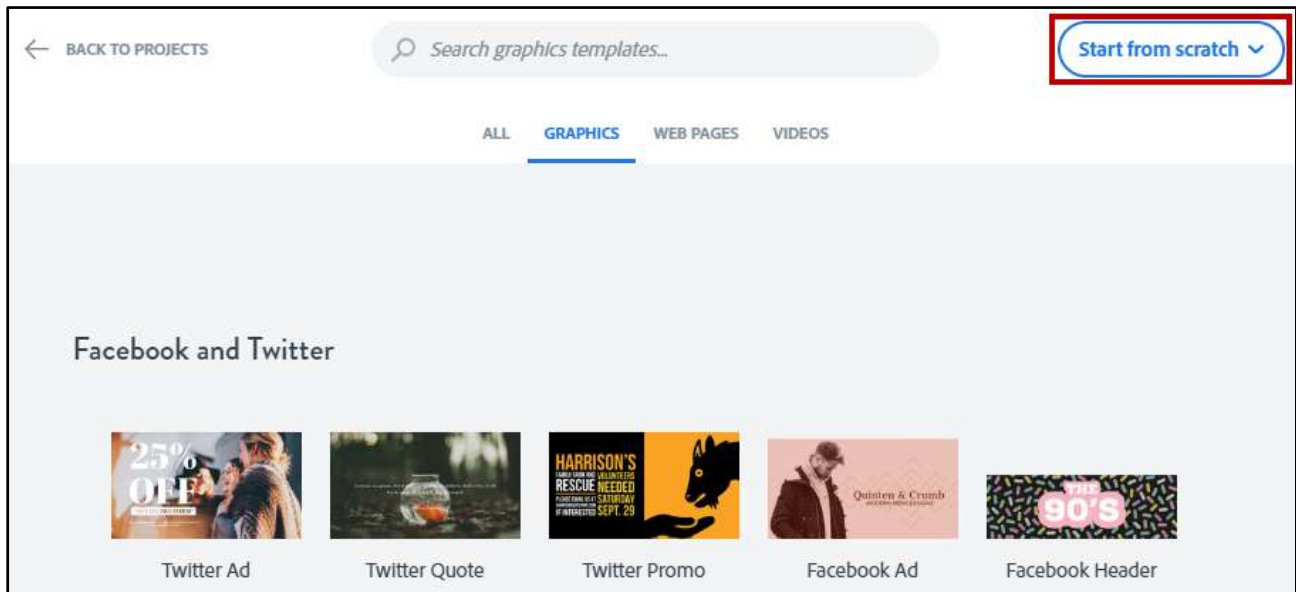 BACK TO PROJECTS
Search graphics templates...
Start from scratch
ALL GRAPHICS WEB PAGES VIDEOS
Facebook and Twitter
25%
OFF
HARRISON'S
RESCUE NEEDED
SATURDAY
IF INTERESTED SEPT. 29
Quinten & Crumb
THE
90'S
Twitter Ad
Twitter Quote
Twitter Promo
Facebook Ad
Facebook Header